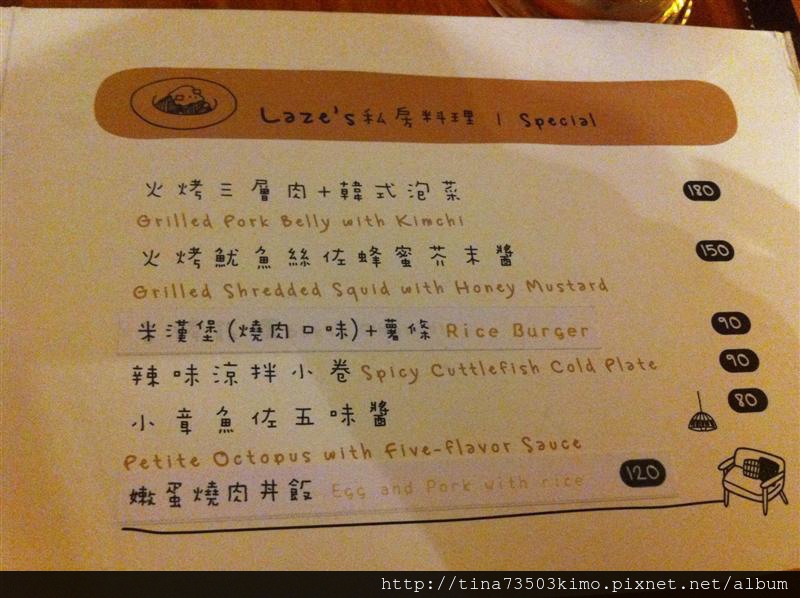 Laze's私房料理 | Special
火烤三層肉+韓式泡菜 180
Grilled Pork Belly with Kimchi
火烤魷魚絲佐蜂蜜芥末醬 150
Grilled Shredded Squid with Honey Mustard
米漢堡(燒肉口味)+薯條 Rice Burger 90
辣味涼拌小卷 Spicy Cuttlefish Cold Plate 90
小章魚佐五味醬 80
Petite Octopus with Five-flavor Sauce
嫩蛋燒肉丼飯 Egg and Pork with rice 120
http://tina73503kimo.pixnet.net/album